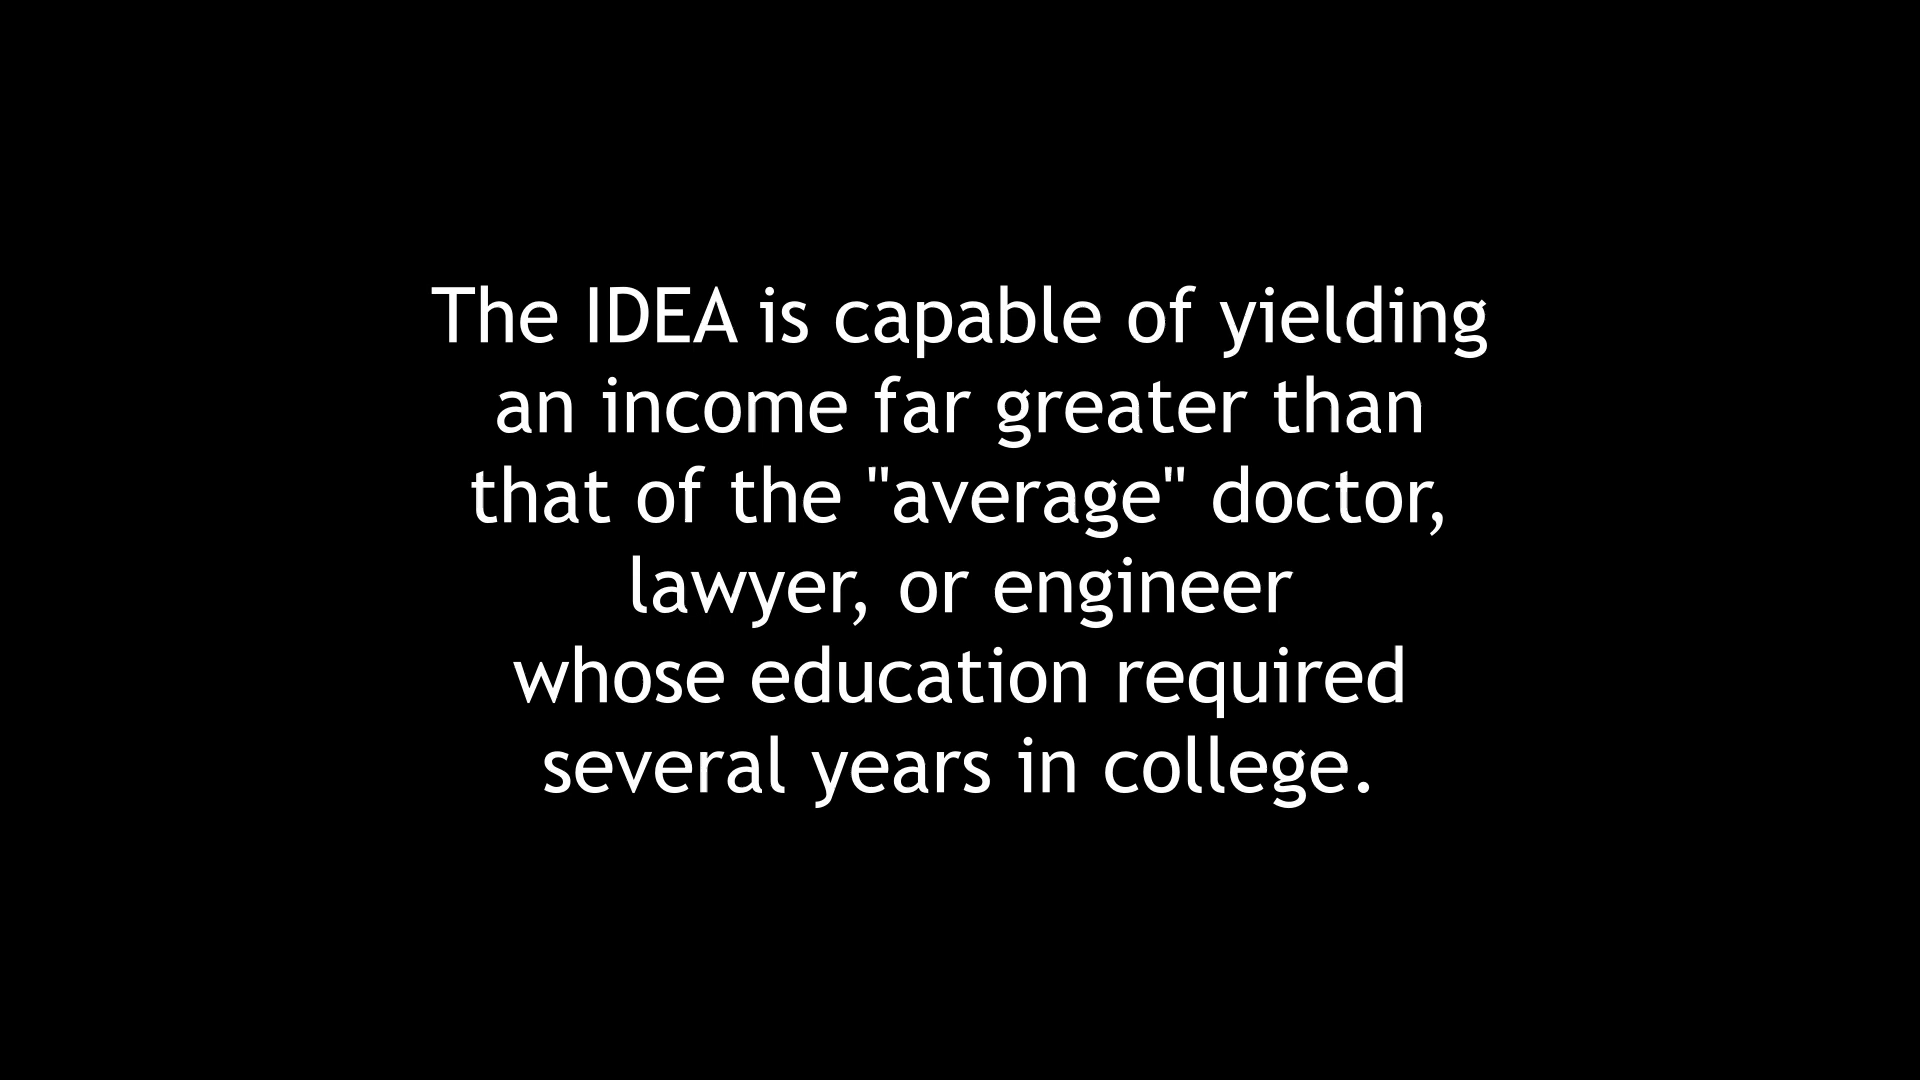 The IDEA is capable of yielding
an income far greater than
that of the "average" doctor,
lawyer, or engineer
whose education required
several years in college.